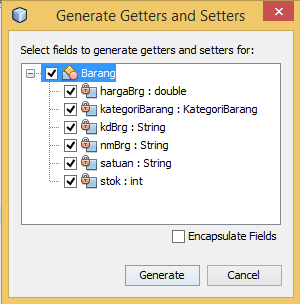 Generate Getters and Setters
Select fields to generate getters and setters for:
Barang
hargaBrg : double
kategoriBarang : KategoriBarang
kdBrg : String
nmBrg : String
satuan : String
stok : int
Encapsulate Fields
Generate
Cancel